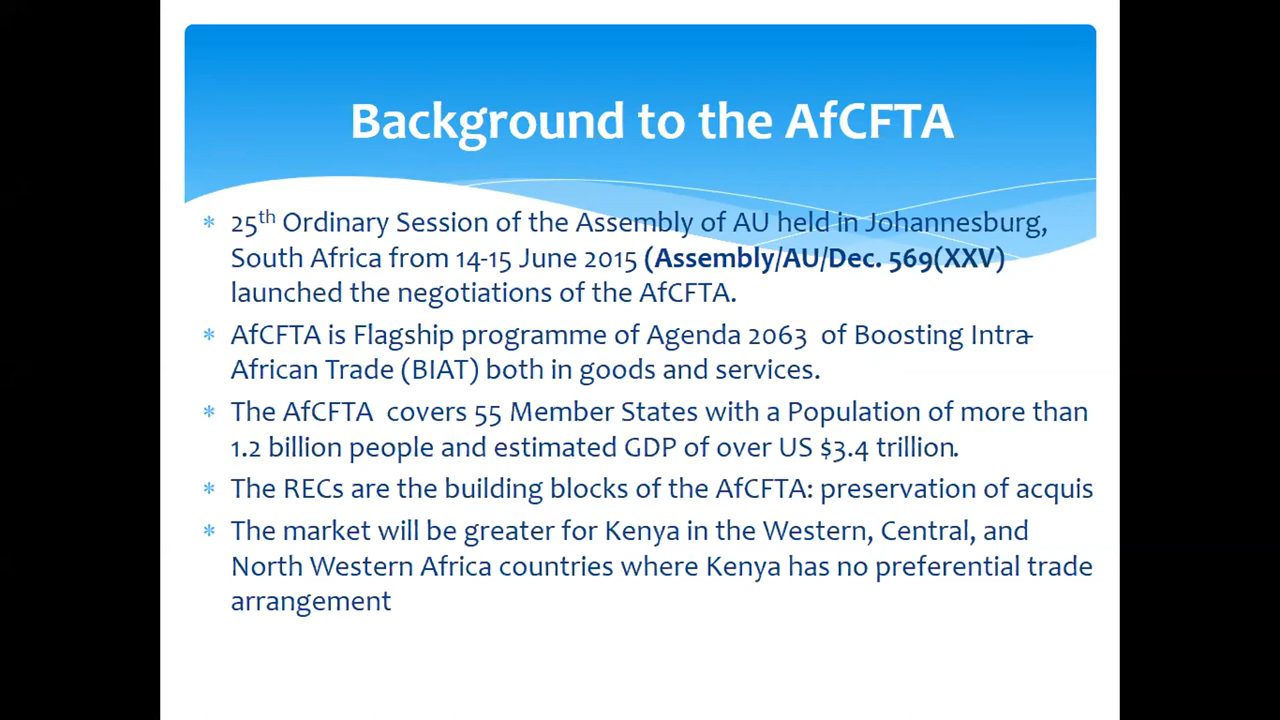 Background to the AfCFTA
* 25th Ordinary Session of the Assembly of AU held in Johannesburg,
South Africa from 14-15 June 2015 (Assembly/AU/Dec. 569(XXV)
launched the negotiations of the AfCFTA.
* AfCFTA is Flagship programme of Agenda 2063  of Boosting Intra-
African Trade (BIAT) both in goods and services.
* The AfCFTA  covers 55 Member States with a Population of more than
1.2 billion people and estimated GDP of over US $3.4 trillion.
* The RECs are the building blocks of the AfCFTA: preservation of acquis
* The market will be greater for Kenya in the Western, Central, and
North Western Africa countries where Kenya has no preferential trade
arrangement